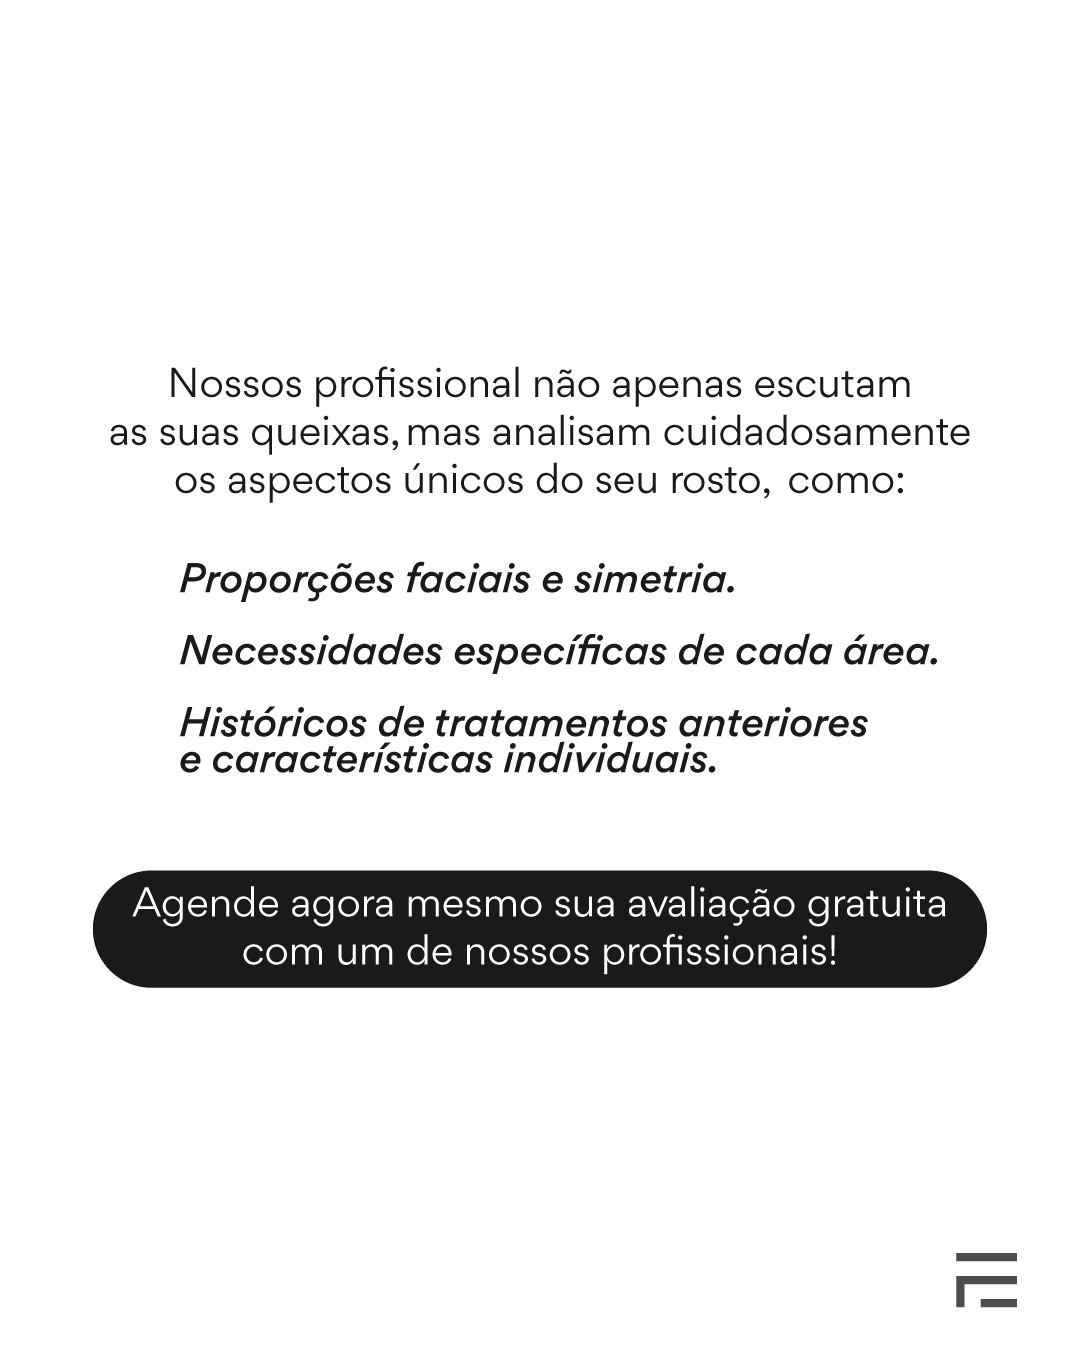 Nossos profissional não apenas escutam
as suas queixas, mas analisam cuidadosamente
os aspectos únicos do seu rosto, como:
Proporções faciais e simetria.
Necessidades específicas de cada área.
Históricos de tratamentos anteriores
e características individuais.
Agende agora mesmo sua avaliação gratuita
com um de nossos profissionais!